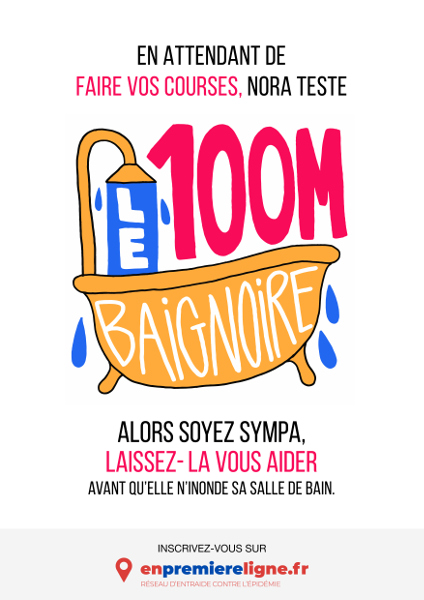 EN ATTENDANT DE
FAIRE VOS COURSES, NORA TESTE
LE
100M
BAIGNOIRE
ALORS SOYEZ SYMPA,
LAISSEZ- LA VOUS AIDER
AVANT QU'ELLE N'INONDE SA SALLE DE BAIN.
INSCRIVEZ-VOUS SUR
enpremiereligne.fr
RÉSEAU D'ENTRAIDE CONTRE L'ÉPIDÉMIE